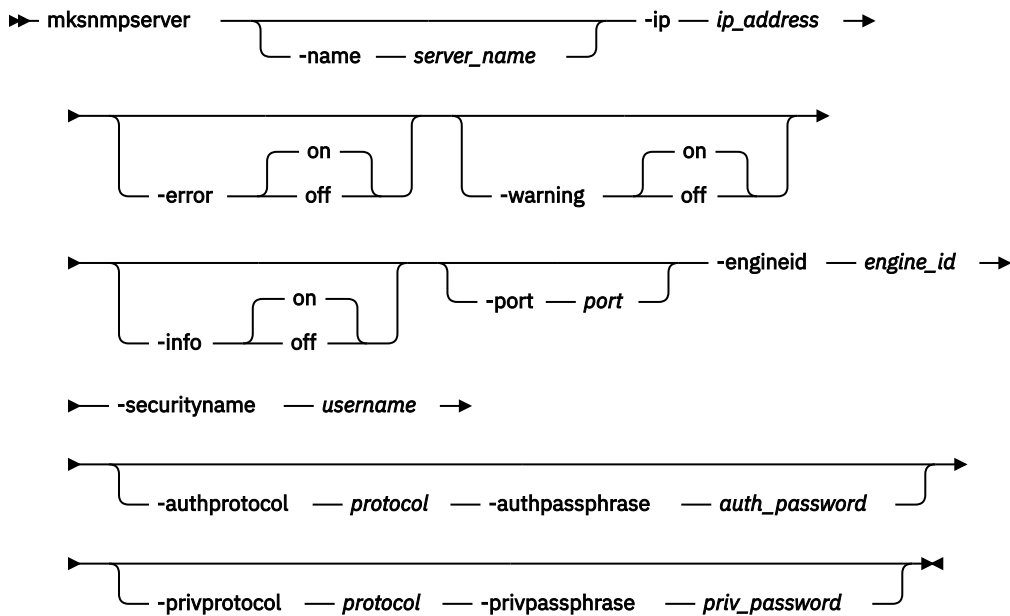 mksnmpserver -ip ip_address
-name server_name
on on
-error off -warning off
-engineid engine_id
on -port port
-info off
-securityname username
-authprotocol protocol -authpassphrase auth_password
-privprotocol protocol -privpassphrase priv_password